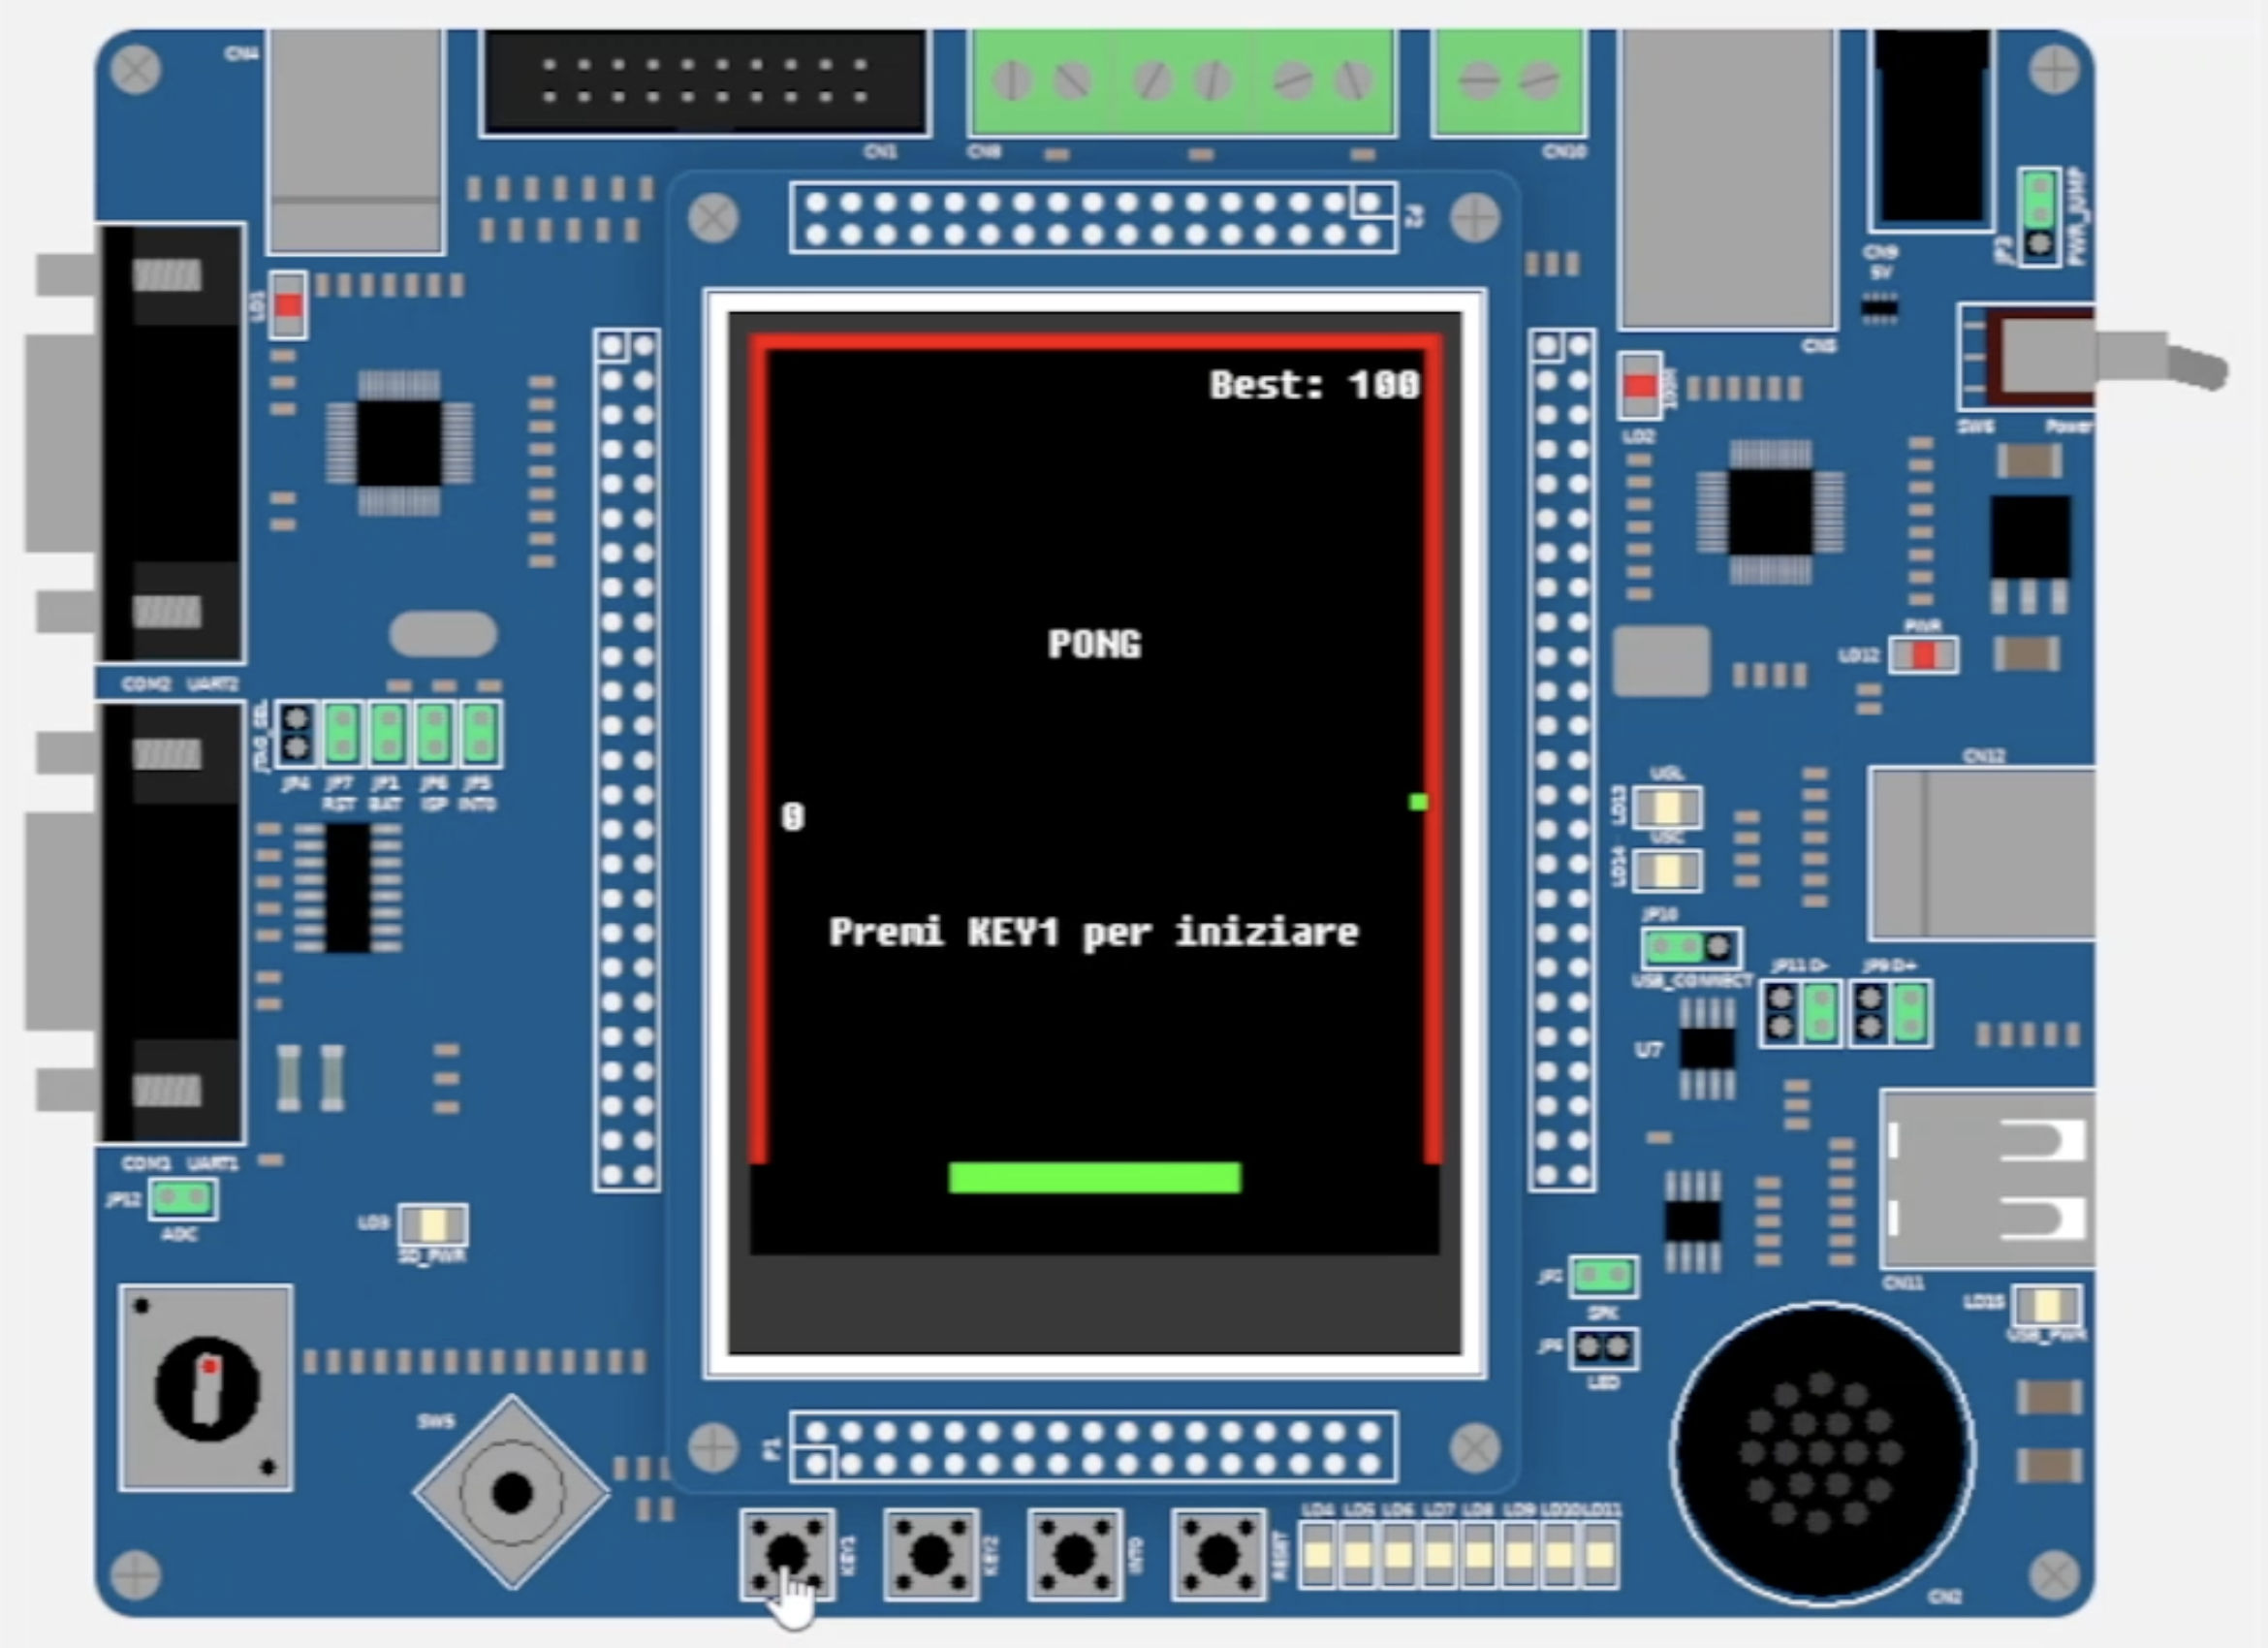 CN4
CN1
CN8
CN10
P2
PWR_JUMP
JP3
CN9
5V
LD1
Best: 100
100M
LD2
CN5
SW6
Power
PONG
PWR
LD12
COM2 UART2
JTAG_SEL
JP4
JP7
JP1
JP6
JP5
RST
BAT
ISP
INT0
0
UGL
LD13
USC
LD14
CN12
JP10
USB_CONNECT
JP11 D-
JP9 D+
Premi KEY1 per iniziare
U7
COM1 UART1
JP12
ADC
LD3
SD_PWR
CN11
JP2
SPK
LD15
USB_PWR
LED
SW5
P1
KEY1
KEY2
INT0
RESET
LD4 LD5 LD6 LD7 LD8 LD9 LD10 LD11
CN2